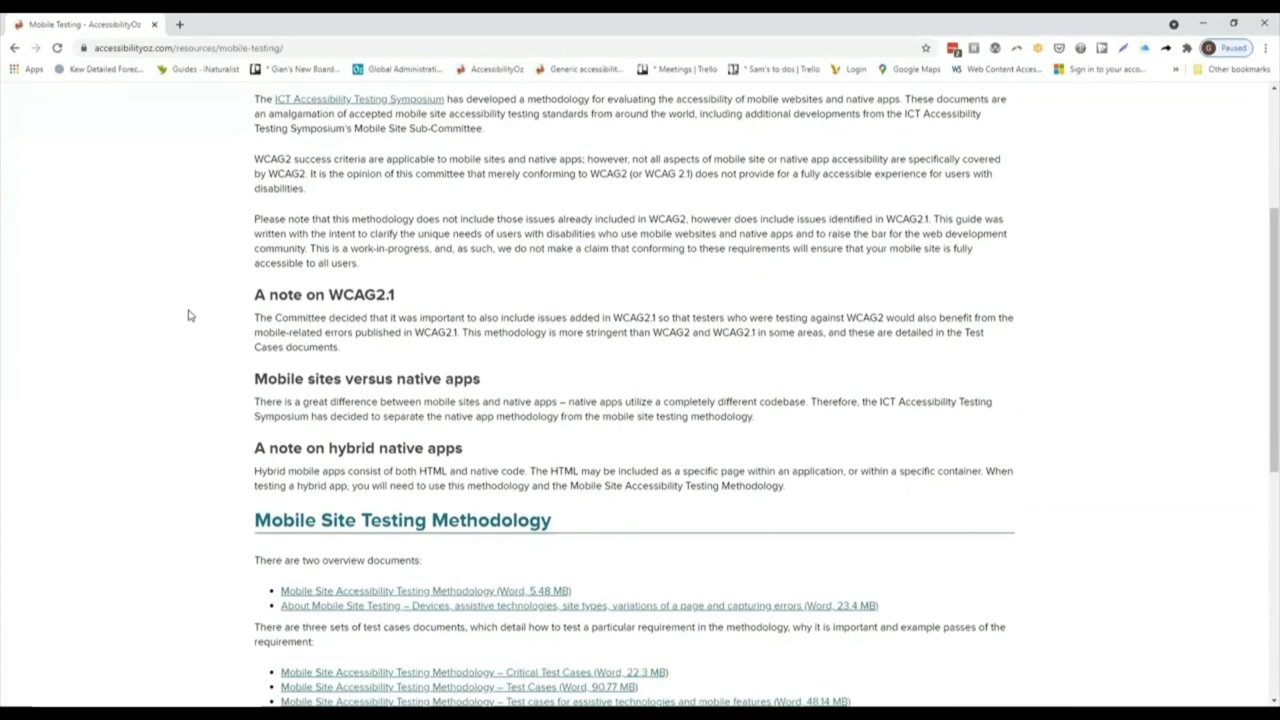 Mobile Testing - AccessibilityOz
accessibilityoz.com/resources/mobile-testing/
Paused
Apps
Kew Detailed Forec...
Guides · iNaturalist
* Gian's New Board...
Global Administrati...
AccessibilityOz
Generic accessibilit...
* Meetings | Trello
* Sam's to dos | Trello
Login
Google Maps
Web Content Acces...
Sign in to your acco...
»
Other bookmarks
The ICT Accessibility Testing Symposium has developed a methodology for evaluating the accessibility of mobile websites and native apps. These documents are
an amalgamation of accepted mobile site accessibility testing standards from around the world, including additional developments from the ICT Accessibility
Testing Symposium's Mobile Site Sub-Committee.
WCAG2 success criteria are applicable to mobile sites and native apps; however, not all aspects of mobile site or native app accessibility are specifically covered
by WCAG2. It is the opinion of this committee that merely conforming to WCAG2 (or WCAG 2.1) does not provide for a fully accessible experience for users with
disabilities.
Please note that this methodology does not include those issues already included in WCAG2, however does include issues identified in WCAG2.1. This guide was
written with the intent to clarify the unique needs of users with disabilities who use mobile websites and native apps and to raise the bar for the web development
community. This is a work-in-progress, and, as such, we do not make a claim that conforming to these requirements will ensure that your mobile site is fully
accessible to all users.
A note on WCAG2.1
The Committee decided that it was important to also include issues added in WCAG2.1 so that testers who were testing against WCAG2 would also benefit from the
mobile-related errors published in WCAG2.1. This methodology is more stringent than WCAG2 and WCAG2.1 in some areas, and these are detailed in the Test
Cases documents.
Mobile sites versus native apps
There is a great difference between mobile sites and native apps – native apps utilize a completely different codebase. Therefore, the ICT Accessibility Testing
Symposium has decided to separate the native app methodology from the mobile site testing methodology.
A note on hybrid native apps
Hybrid mobile apps consist of both HTML and native code. The HTML may be included as a specific page within an application, or within a specific container. When
testing a hybrid app, you will need to use this methodology and the Mobile Site Accessibility Testing Methodology.
Mobile Site Testing Methodology
There are two overview documents:
• Mobile Site Accessibility Testing Methodology (Word, 5.48 MB)
• About Mobile Site Testing – Devices, assistive technologies, site types, variations of a page and capturing errors (Word, 23.4 MB)
There are three sets of test cases documents, which detail how to test a particular requirement in the methodology, why it is important and example passes of the
requirement:
• Mobile Site Accessibility Testing Methodology – Critical Test Cases (Word, 22.3 MB)
• Mobile Site Accessibility Testing Methodology – Test Cases (Word, 90.77 MB)
• Mobile Site Accessibility Testing Methodology – Test cases for assistive technologies and mobile features (Word, 48.14 MB)